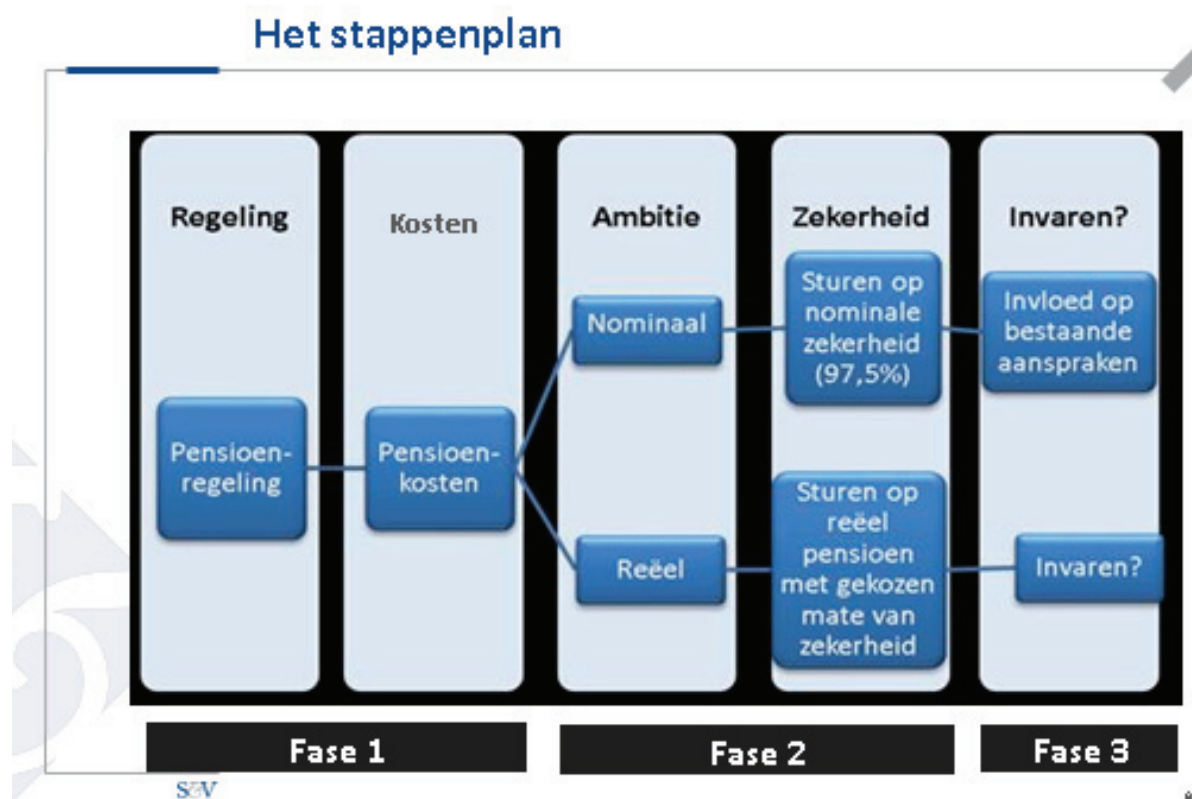 Het stappenplan
Regeling
Kosten
Ambitie
Zekerheid
Invaren?
Pensioen-
regeling
Pensioen-
kosten
Nominaal
Reëel
Sturen op
nominale
zekerheid
(97,5%)
Sturen op
reëel
pensioen
met gekozen
mate van
zekerheid
Invloed op
bestaande
aanspraken
Invaren?
Fase 1
Fase 2
Fase 3
S&V